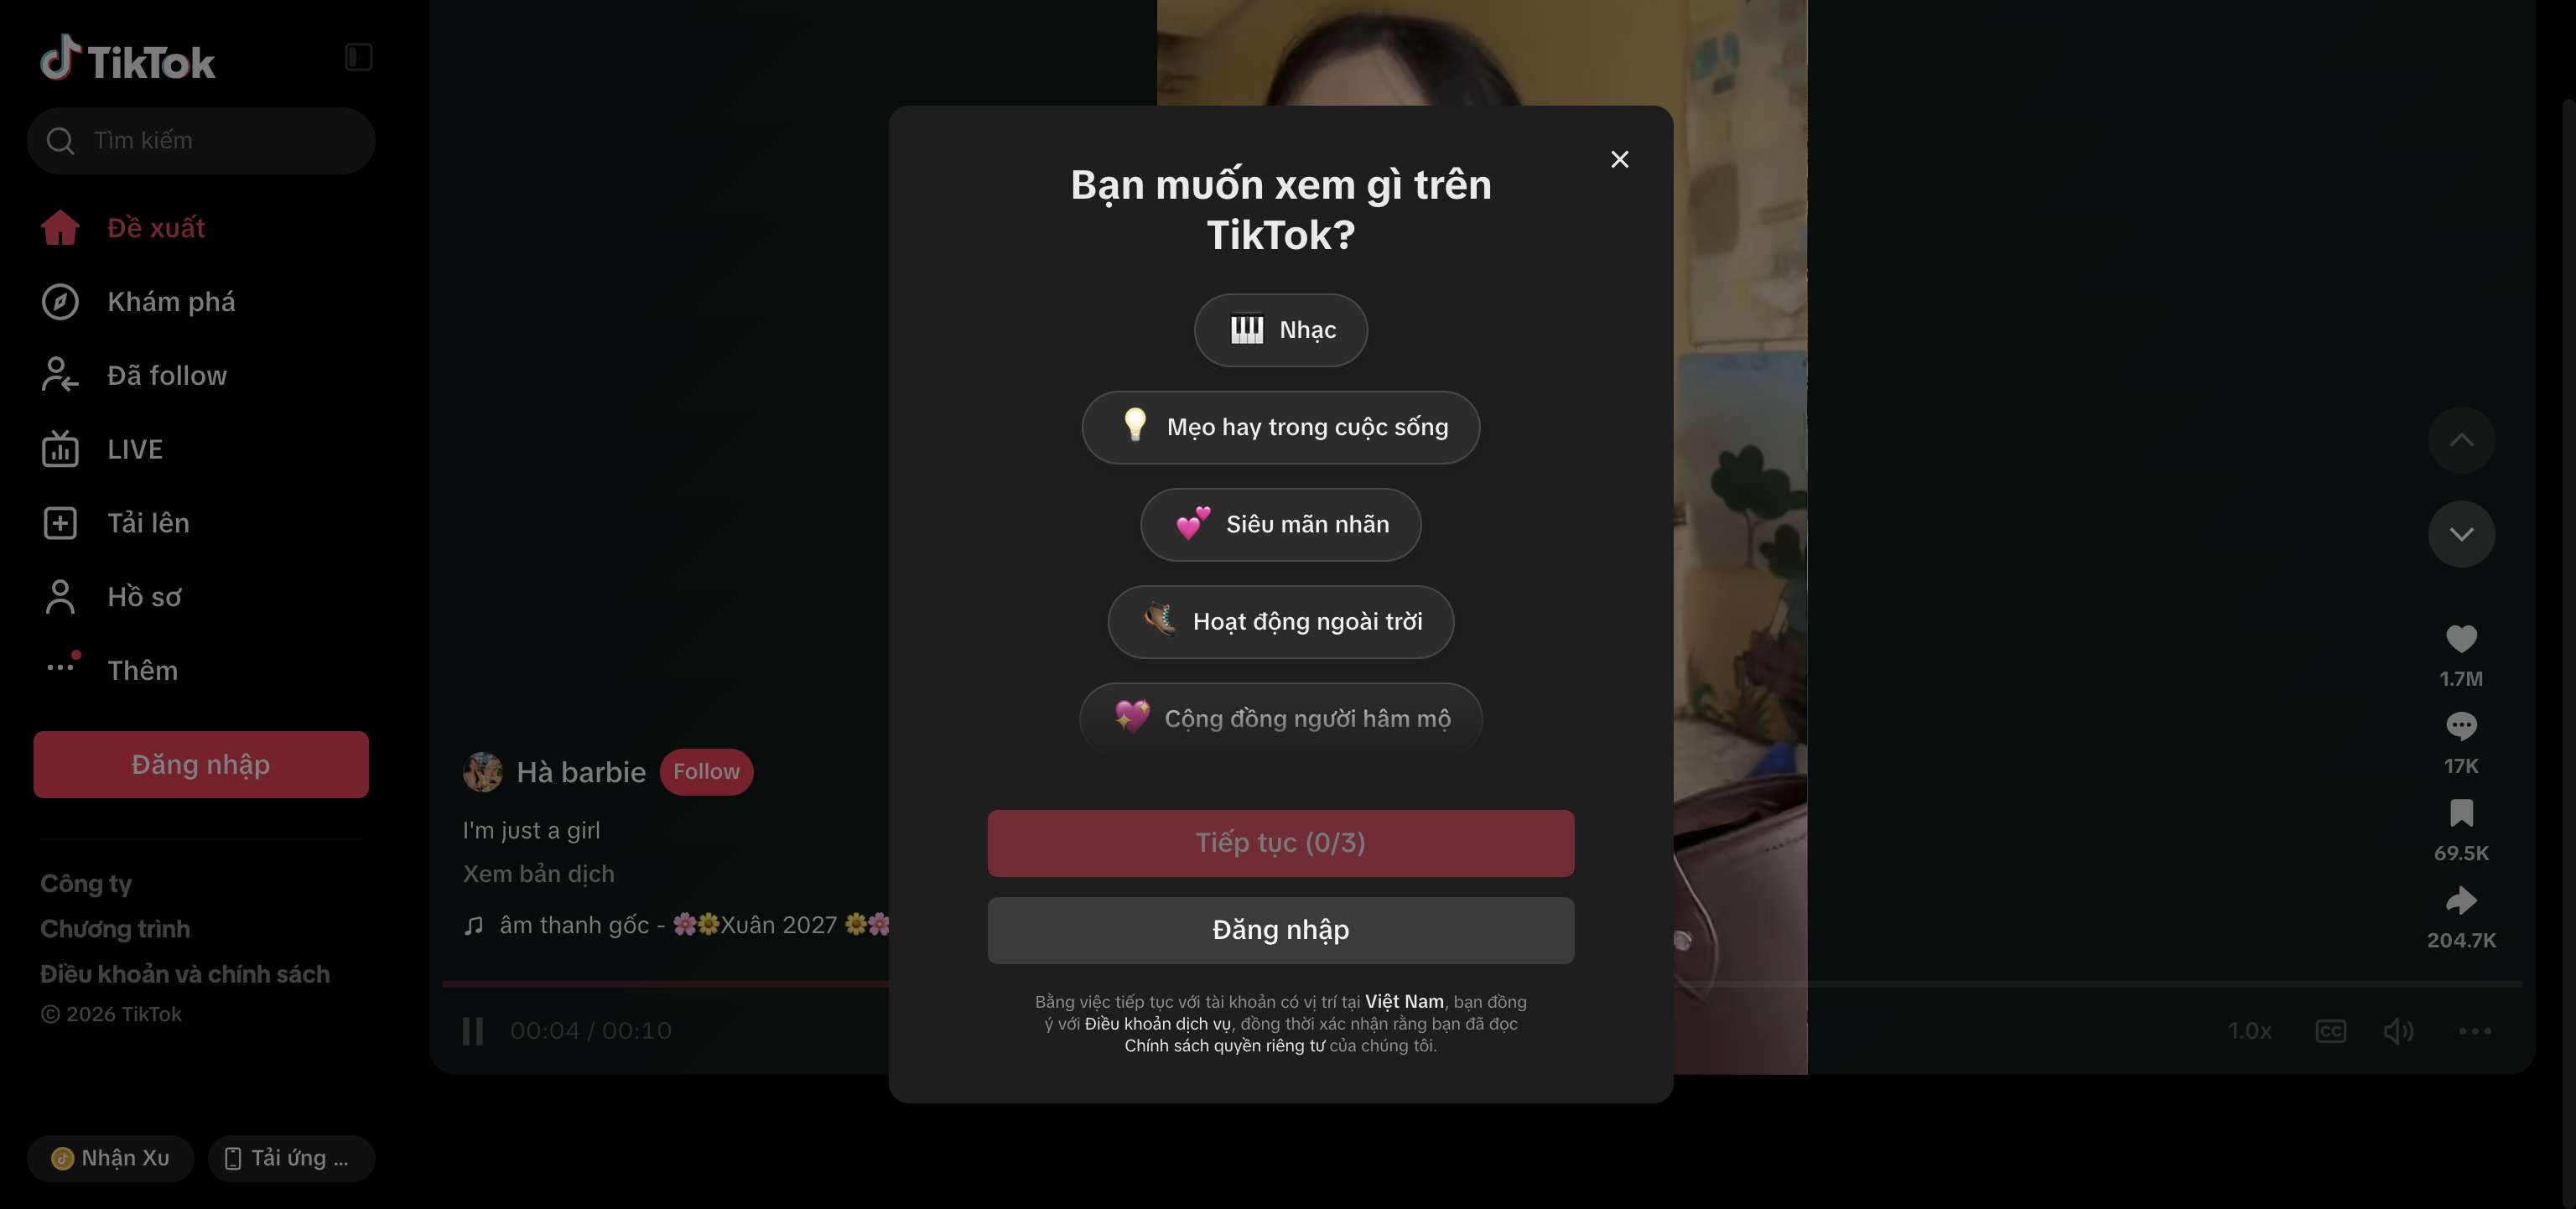 TikTok
Tìm kiếm
Đề xuất
Khám phá
Đã follow
LIVE
Tải lên
Hồ sơ
Thêm
Đăng nhập
Công ty
Chương trình
Điều khoản và chính sách
© 2026 TikTok
Nhận Xu
Tải ứng ...
Hà barbie
Follow
I'm just a girl
Xem bản dịch
âm thanh gốc - 🌸🌼Xuân 2027 🌼🌸
00:04 / 00:10
Bạn muốn xem gì trên
TikTok?
Nhạc
Mẹo hay trong cuộc sống
Siêu mãn nhãn
Hoạt động ngoài trời
Cộng đồng người hâm mộ
Tiếp tục (0/3)
Đăng nhập
Bằng việc tiếp tục với tài khoản có vị trí tại Việt Nam, bạn đồng
ý với Điều khoản dịch vụ, đồng thời xác nhận rằng bạn đã đọc
Chính sách quyền riêng tư của chúng tôi.
1.7M
17K
69.5K
204.7K
1.0x
CC